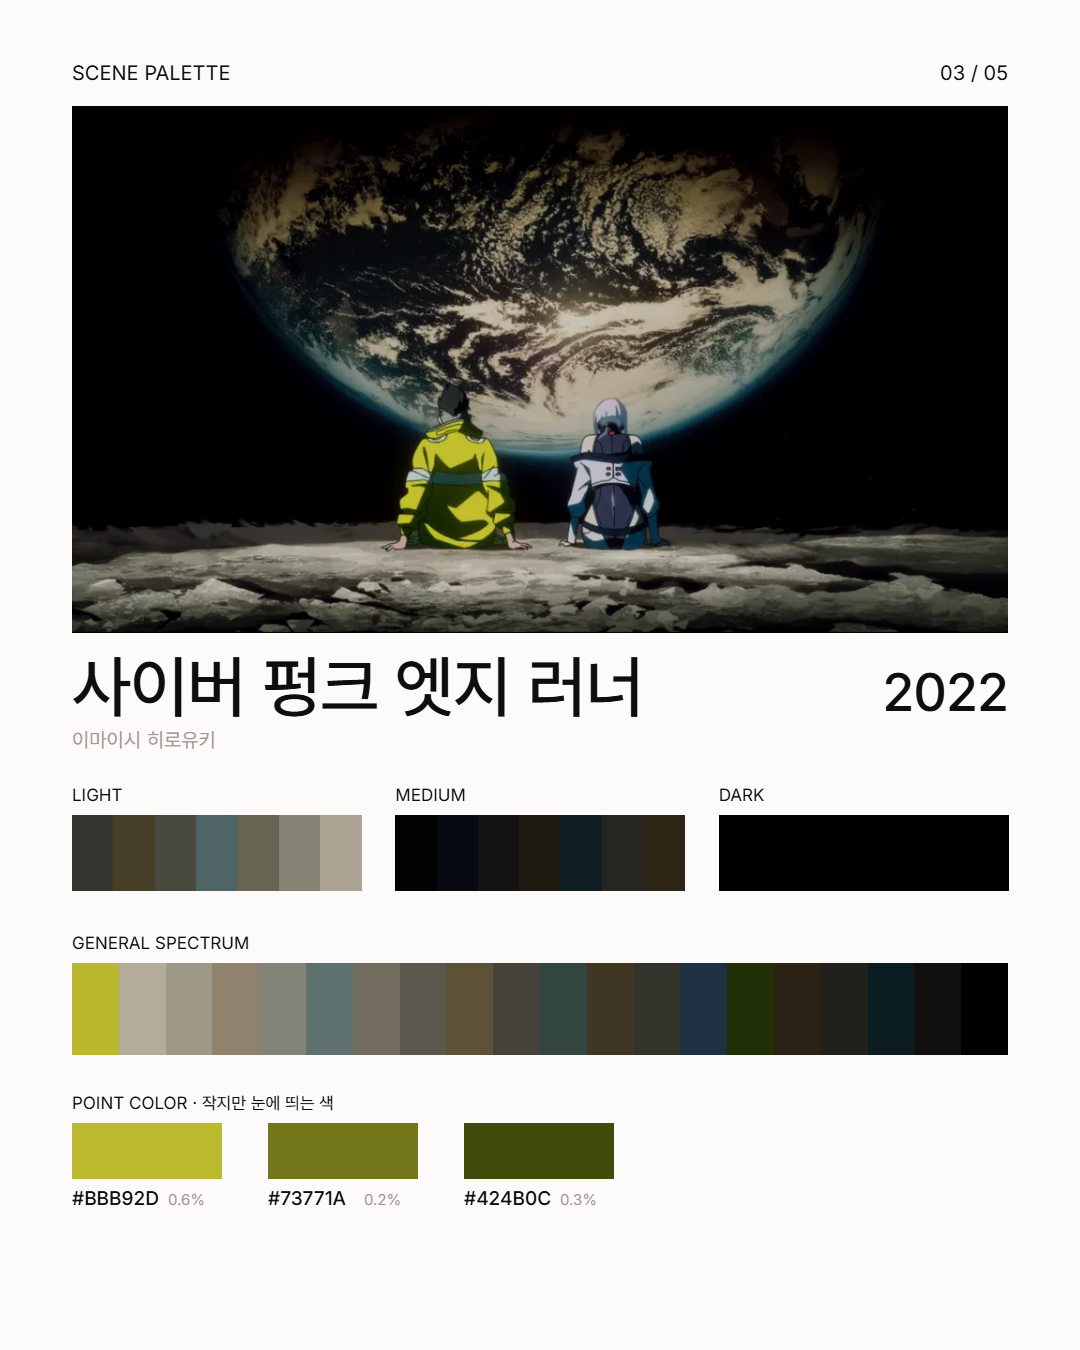 SCENE PALETTE 03 / 05
사이버 펑크 엣지 러너 2022
이마이시 히로유키
LIGHT MEDIUM DARK
GENERAL SPECTRUM
POINT COLOR · 작지만 눈에 띄는 색
#BBB92D 0.6% #73771A 0.2% #424B0C 0.3%